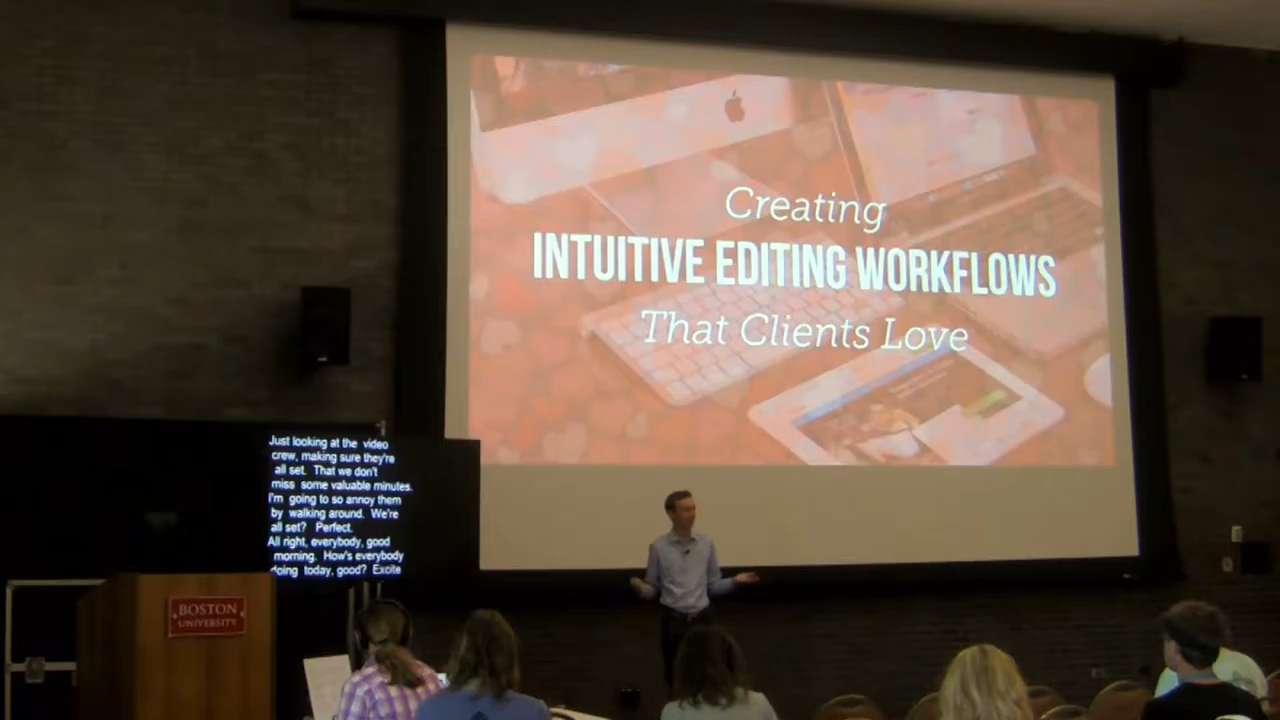 Creating
INTUITIVE EDITING WORKFLOWS
That Clients Love
Just looking at the video
crew, making sure they're
all set. That we don't
miss some valuable minutes.
I'm going to so annoy them
by walking around. We're
all set? Perfect.
All right, everybody, good
morning. How's everybody
doing today, good? Excite
BOSTON
UNIVERSITY